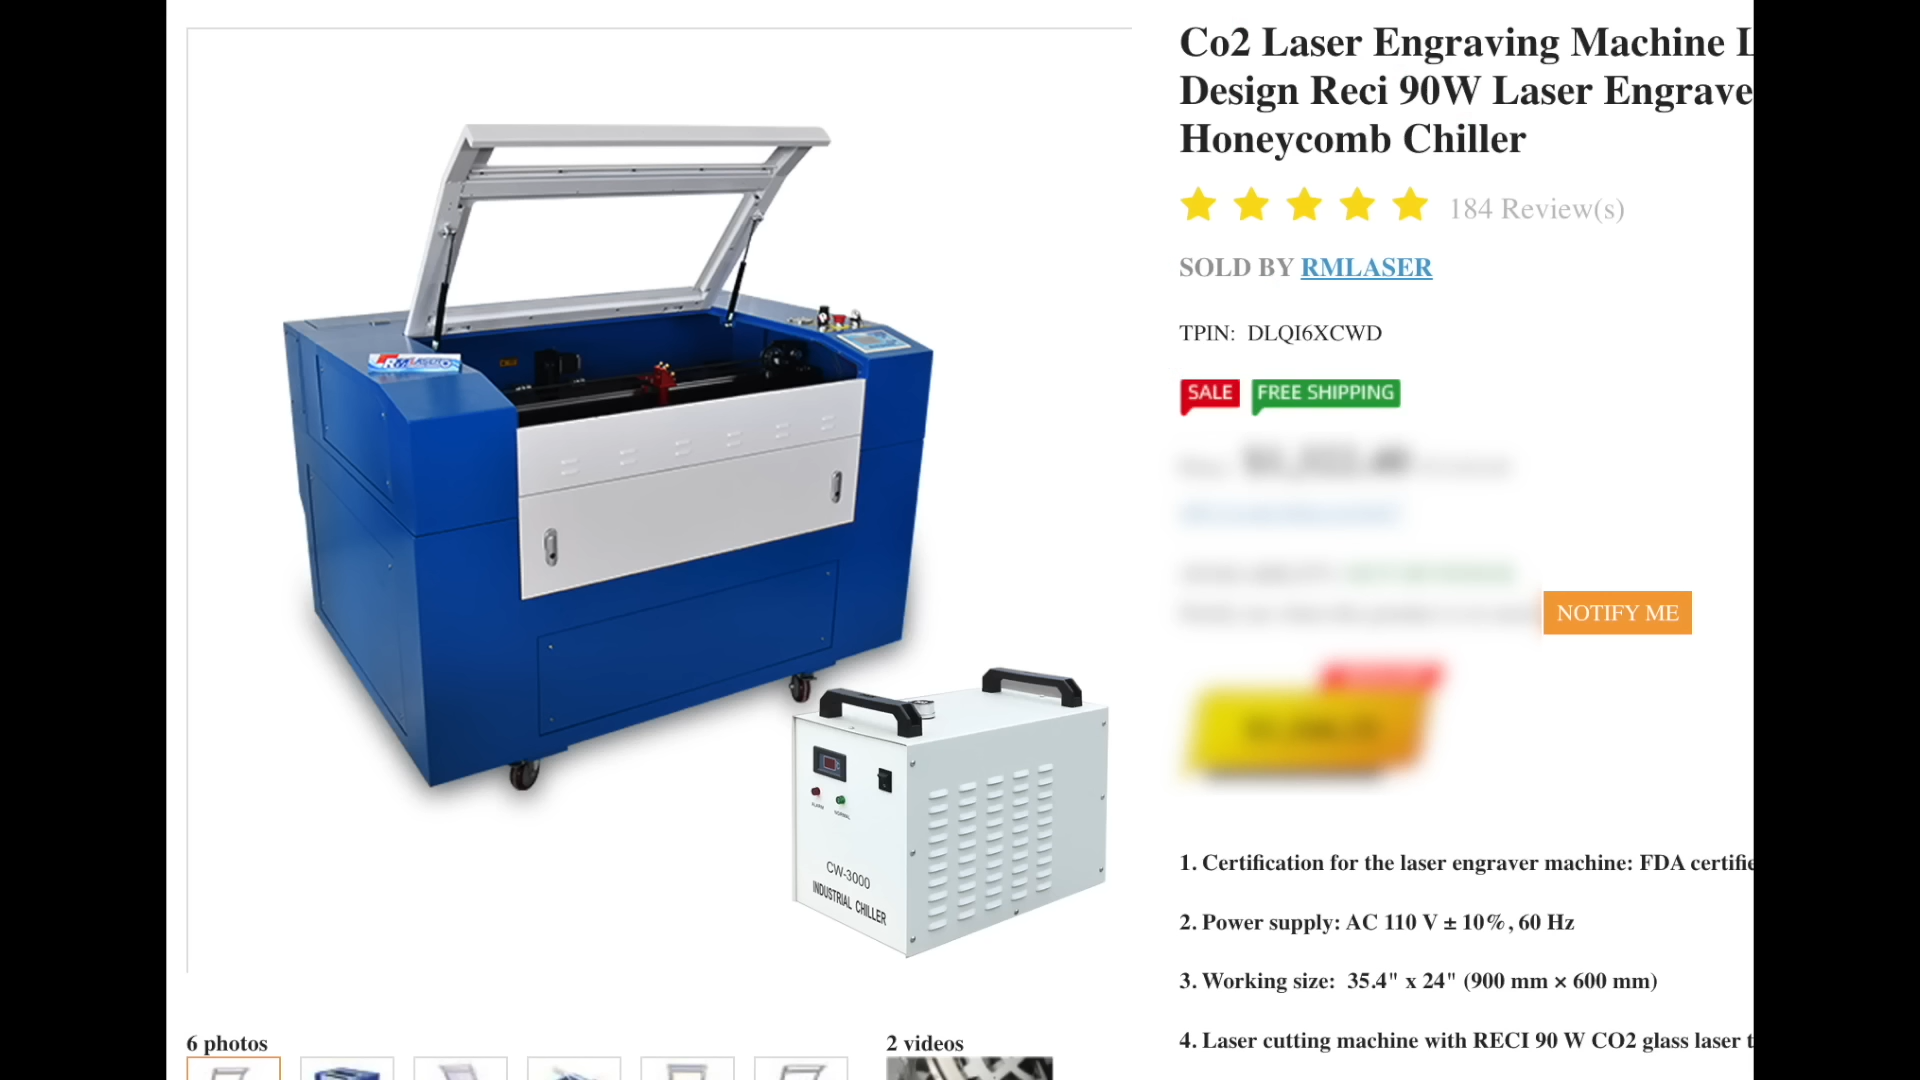 Co2 Laser Engraving Machine L
Design Reci 90W Laser Engrave
Honeycomb Chiller
184 Review(s)
SOLD BY RMLASER
TPIN: DLQI6XCWD
SALE FREE SHIPPING
NOTIFY ME
RMLASER
CW-3000
INDUSTRIAL CHILLER
1. Certification for the laser engraver machine: FDA certifie
2. Power supply: AC 110 V ± 10%, 60 Hz
3. Working size: 35.4" x 24" (900 mm × 600 mm)
4. Laser cutting machine with RECI 90 W CO2 glass laser t
6 photos
2 videos